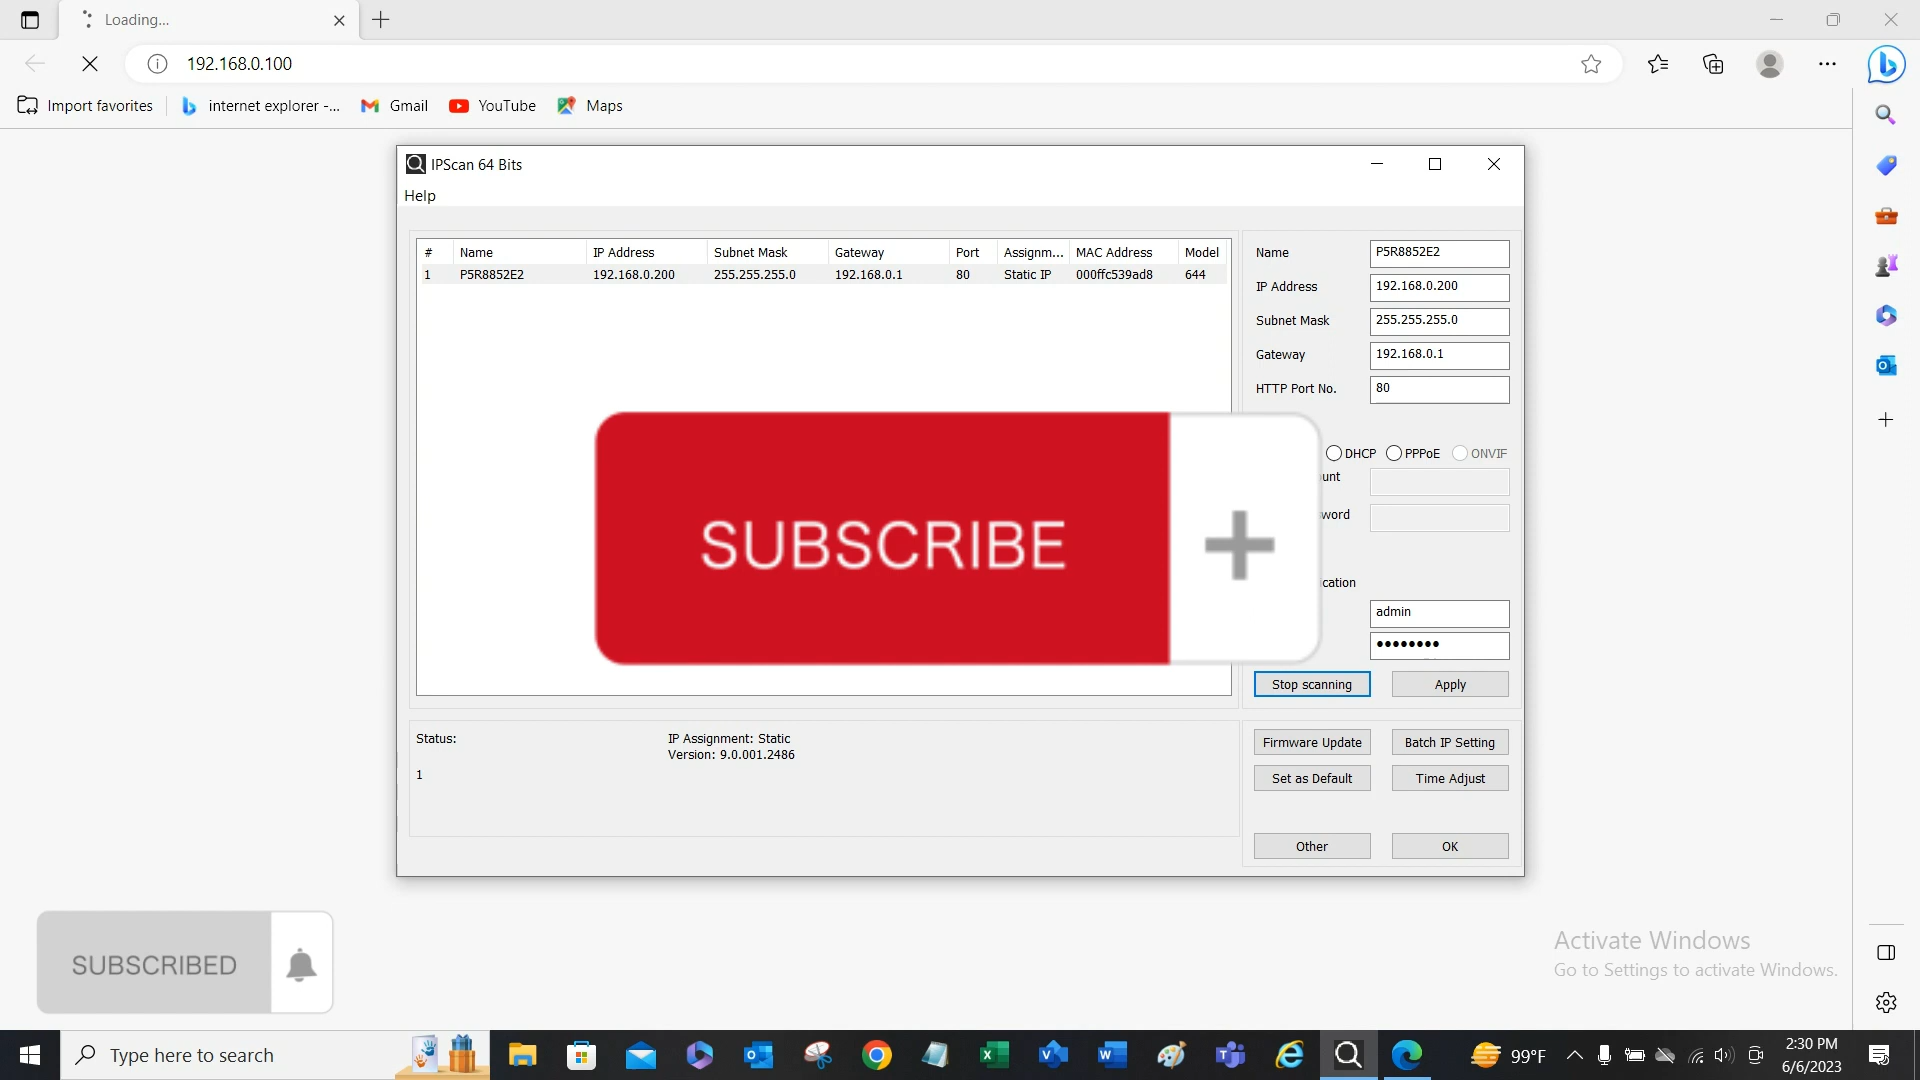 Loading...
192.168.0.100
Import favorites internet explorer -... Gmail YouTube Maps
IPScan 64 Bits
Help
# Name IP Address Subnet Mask Gateway Port Assignm... MAC Address Model
1 P5R8852E2 192.168.0.200 255.255.255.0 192.168.0.1 80 Static IP 000ffc539ad8 644
Name P5R8852E2
IP Address 192.168.0.200
Subnet Mask 255.255.255.0
Gateway 192.168.0.1
HTTP Port No. 80
DHCP PPPoE ONVIF
unt
word
SUBSCRIBE +
ication
admin
Stop scanning Apply
Status: IP Assignment: Static
Version: 9.0.001.2486
1
Firmware Update Batch IP Setting
Set as Default Time Adjust
Other OK
SUBSCRIBED
Activate Windows
Go to Settings to activate Windows.
Type here to search
99°F
2:30 PM
6/6/2023